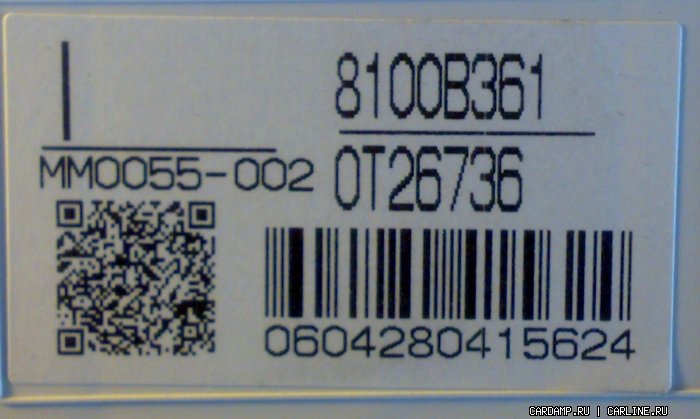 8100B361
MM0055-002
0T26736
0604280415624
CARDAMP.RU | CARLINE.RU